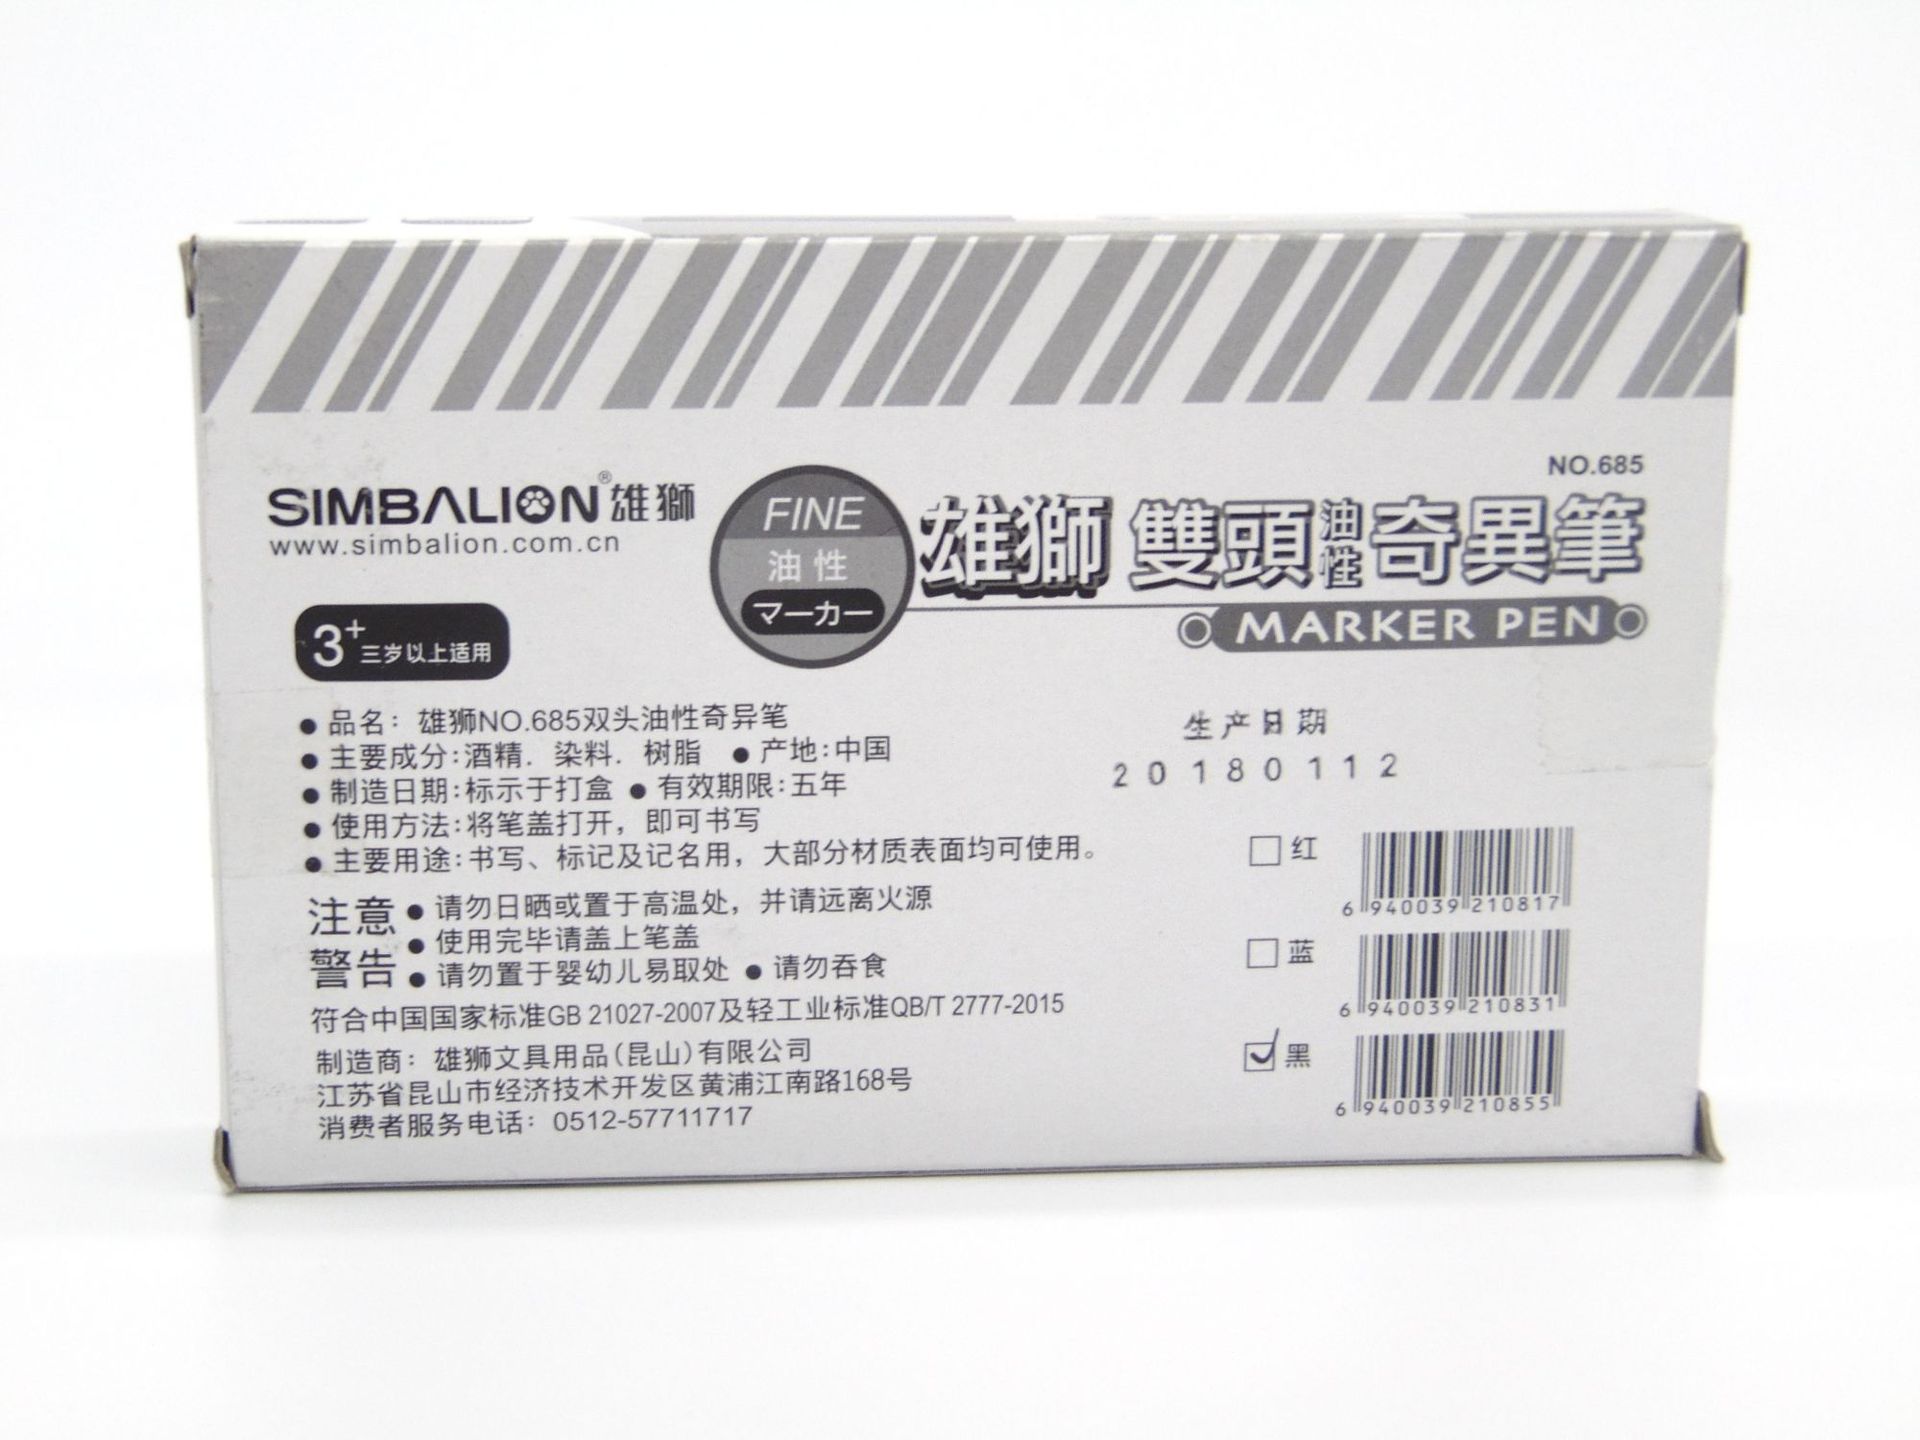 NO.685
SIMBALION® 雄獅
www.simbalion.com.cn
FINE
油性
マーカー
雄獅 雙頭油性奇異筆
MARKER PEN
3+ 三岁以上适用
● 品名：雄狮NO.685双头油性奇异笔
● 主要成分:酒精．染料．树脂 ● 产地:中国
● 制造日期:标示于打盒 ● 有效期限:五年
● 使用方法:将笔盖打开，即可书写
● 主要用途:书写、标记及记名用，大部分材质表面均可使用。
注意
警告
● 请勿日晒或置于高温处，并请远离火源
● 使用完毕请盖上笔盖
● 请勿置于婴幼儿易取处 ● 请勿吞食
符合中国国家标准GB 21027-2007及轻工业标准QB/T 2777-2015
制造商：雄狮文具用品(昆山)有限公司
江苏省昆山市经济技术开发区黄浦江南路168号
消费者服务电话：0512-57711717
生产日期
20180112
红
6 940039 210817
蓝
6 940039 210831
黑
6 940039 210855